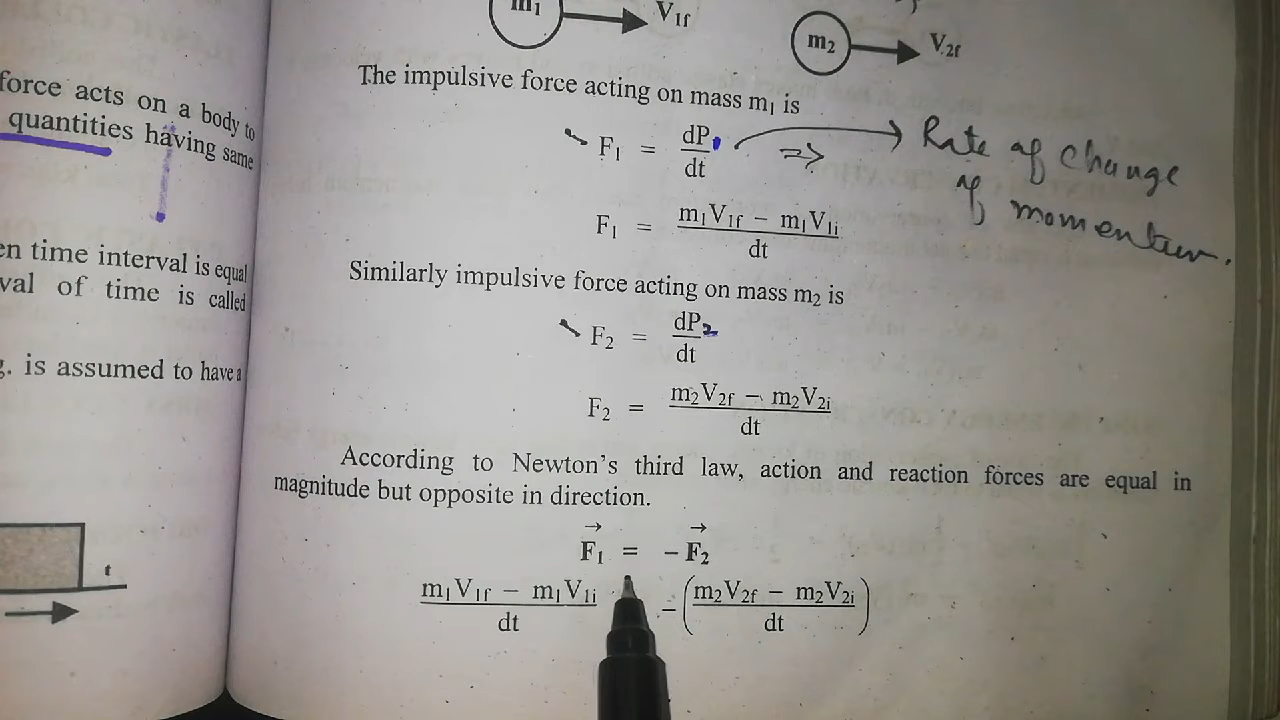 force acts on a body to
quantities having same
en time interval is equal
val of time is called
g. is assumed to have a
t
m₁ V₁f
m₂ V₂f
The impulsive force acting on mass m₁ is
F₁ = dP₁/dt → Rate of change
⇒ of momentum.
F₁ = (m₁V₁f − m₁V₁i)/dt
Similarly impulsive force acting on mass m₂ is
F₂ = dP₂/dt
F₂ = (m₂V₂f − m₂V₂i)/dt
According to Newton's third law, action and reaction forces are equal in
magnitude but opposite in direction.
F⃗₁ = −F⃗₂
(m₁V₁f − m₁V₁i)/dt −((m₂V₂f − m₂V₂i)/dt)